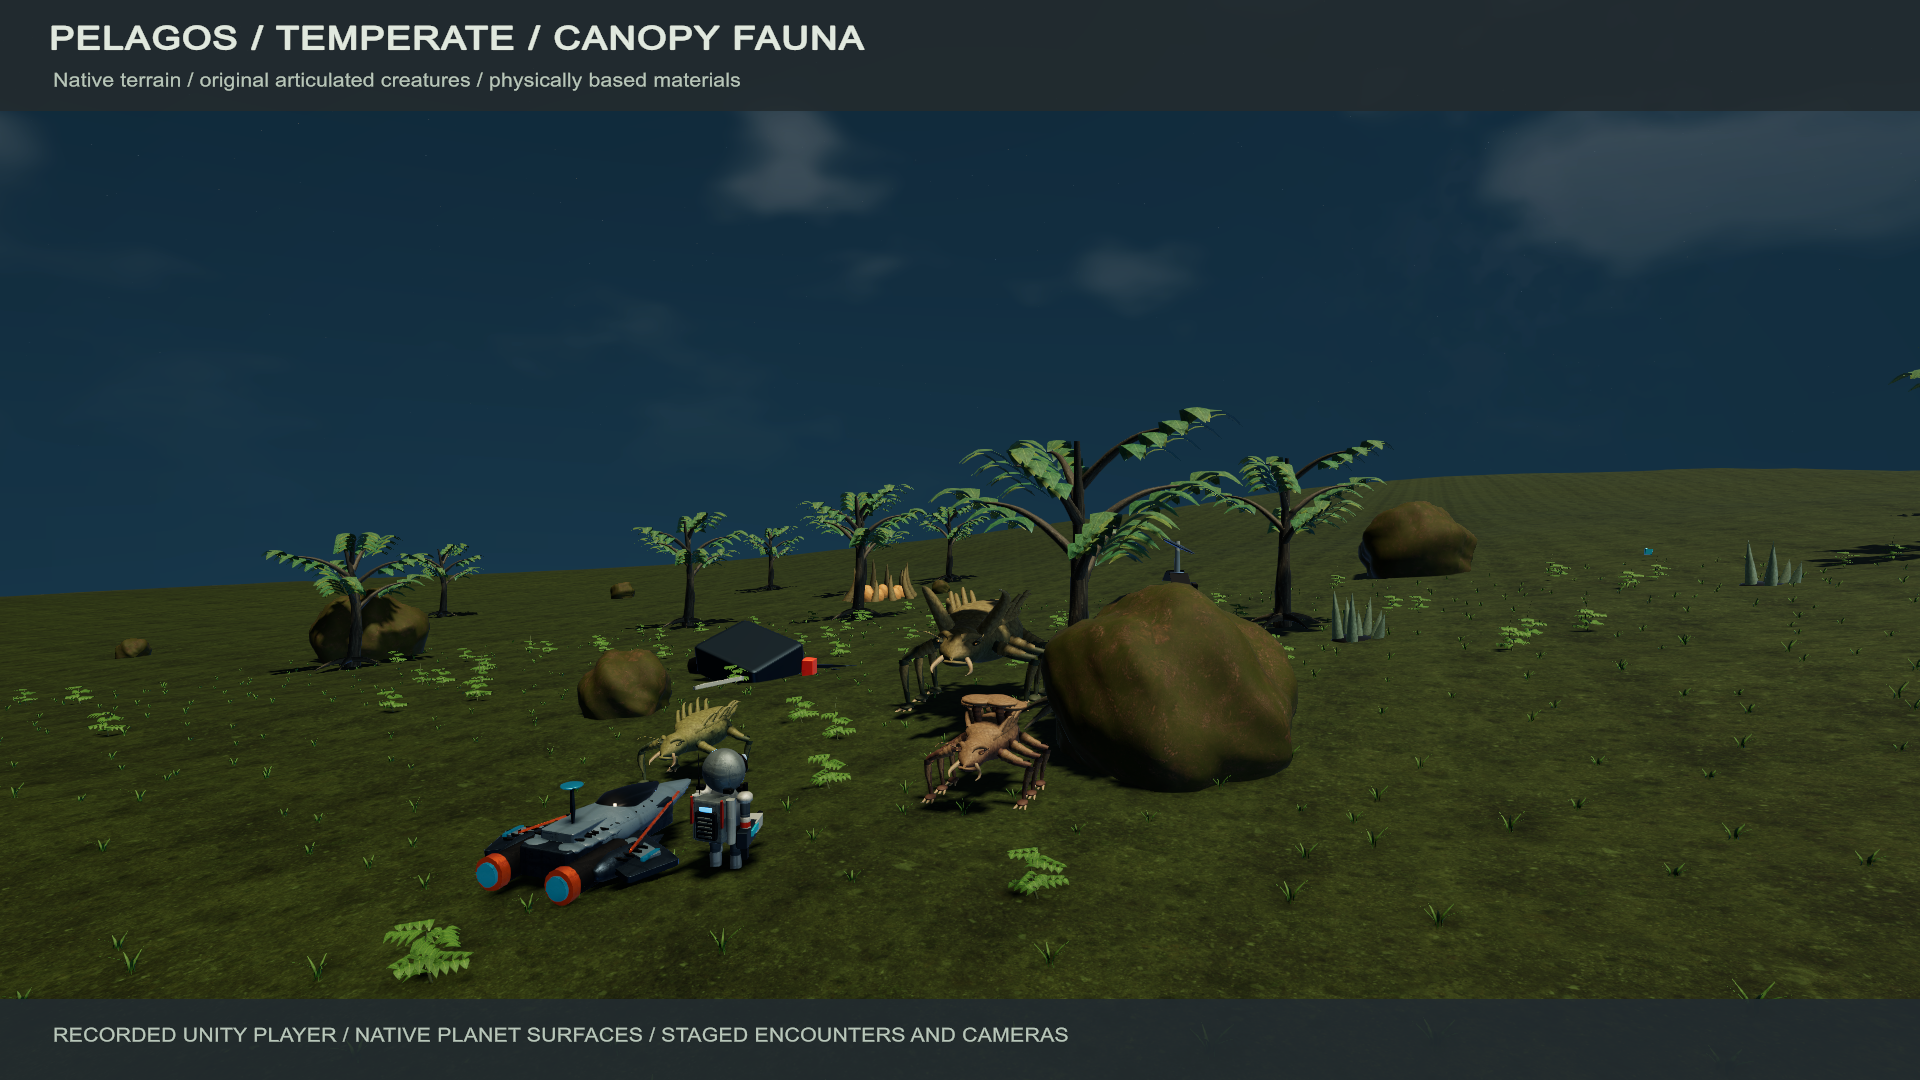 PELAGOS / TEMPERATE / CANOPY FAUNA
Native terrain / original articulated creatures / physically based materials
RECORDED UNITY PLAYER / NATIVE PLANET SURFACES / STAGED ENCOUNTERS AND CAMERAS